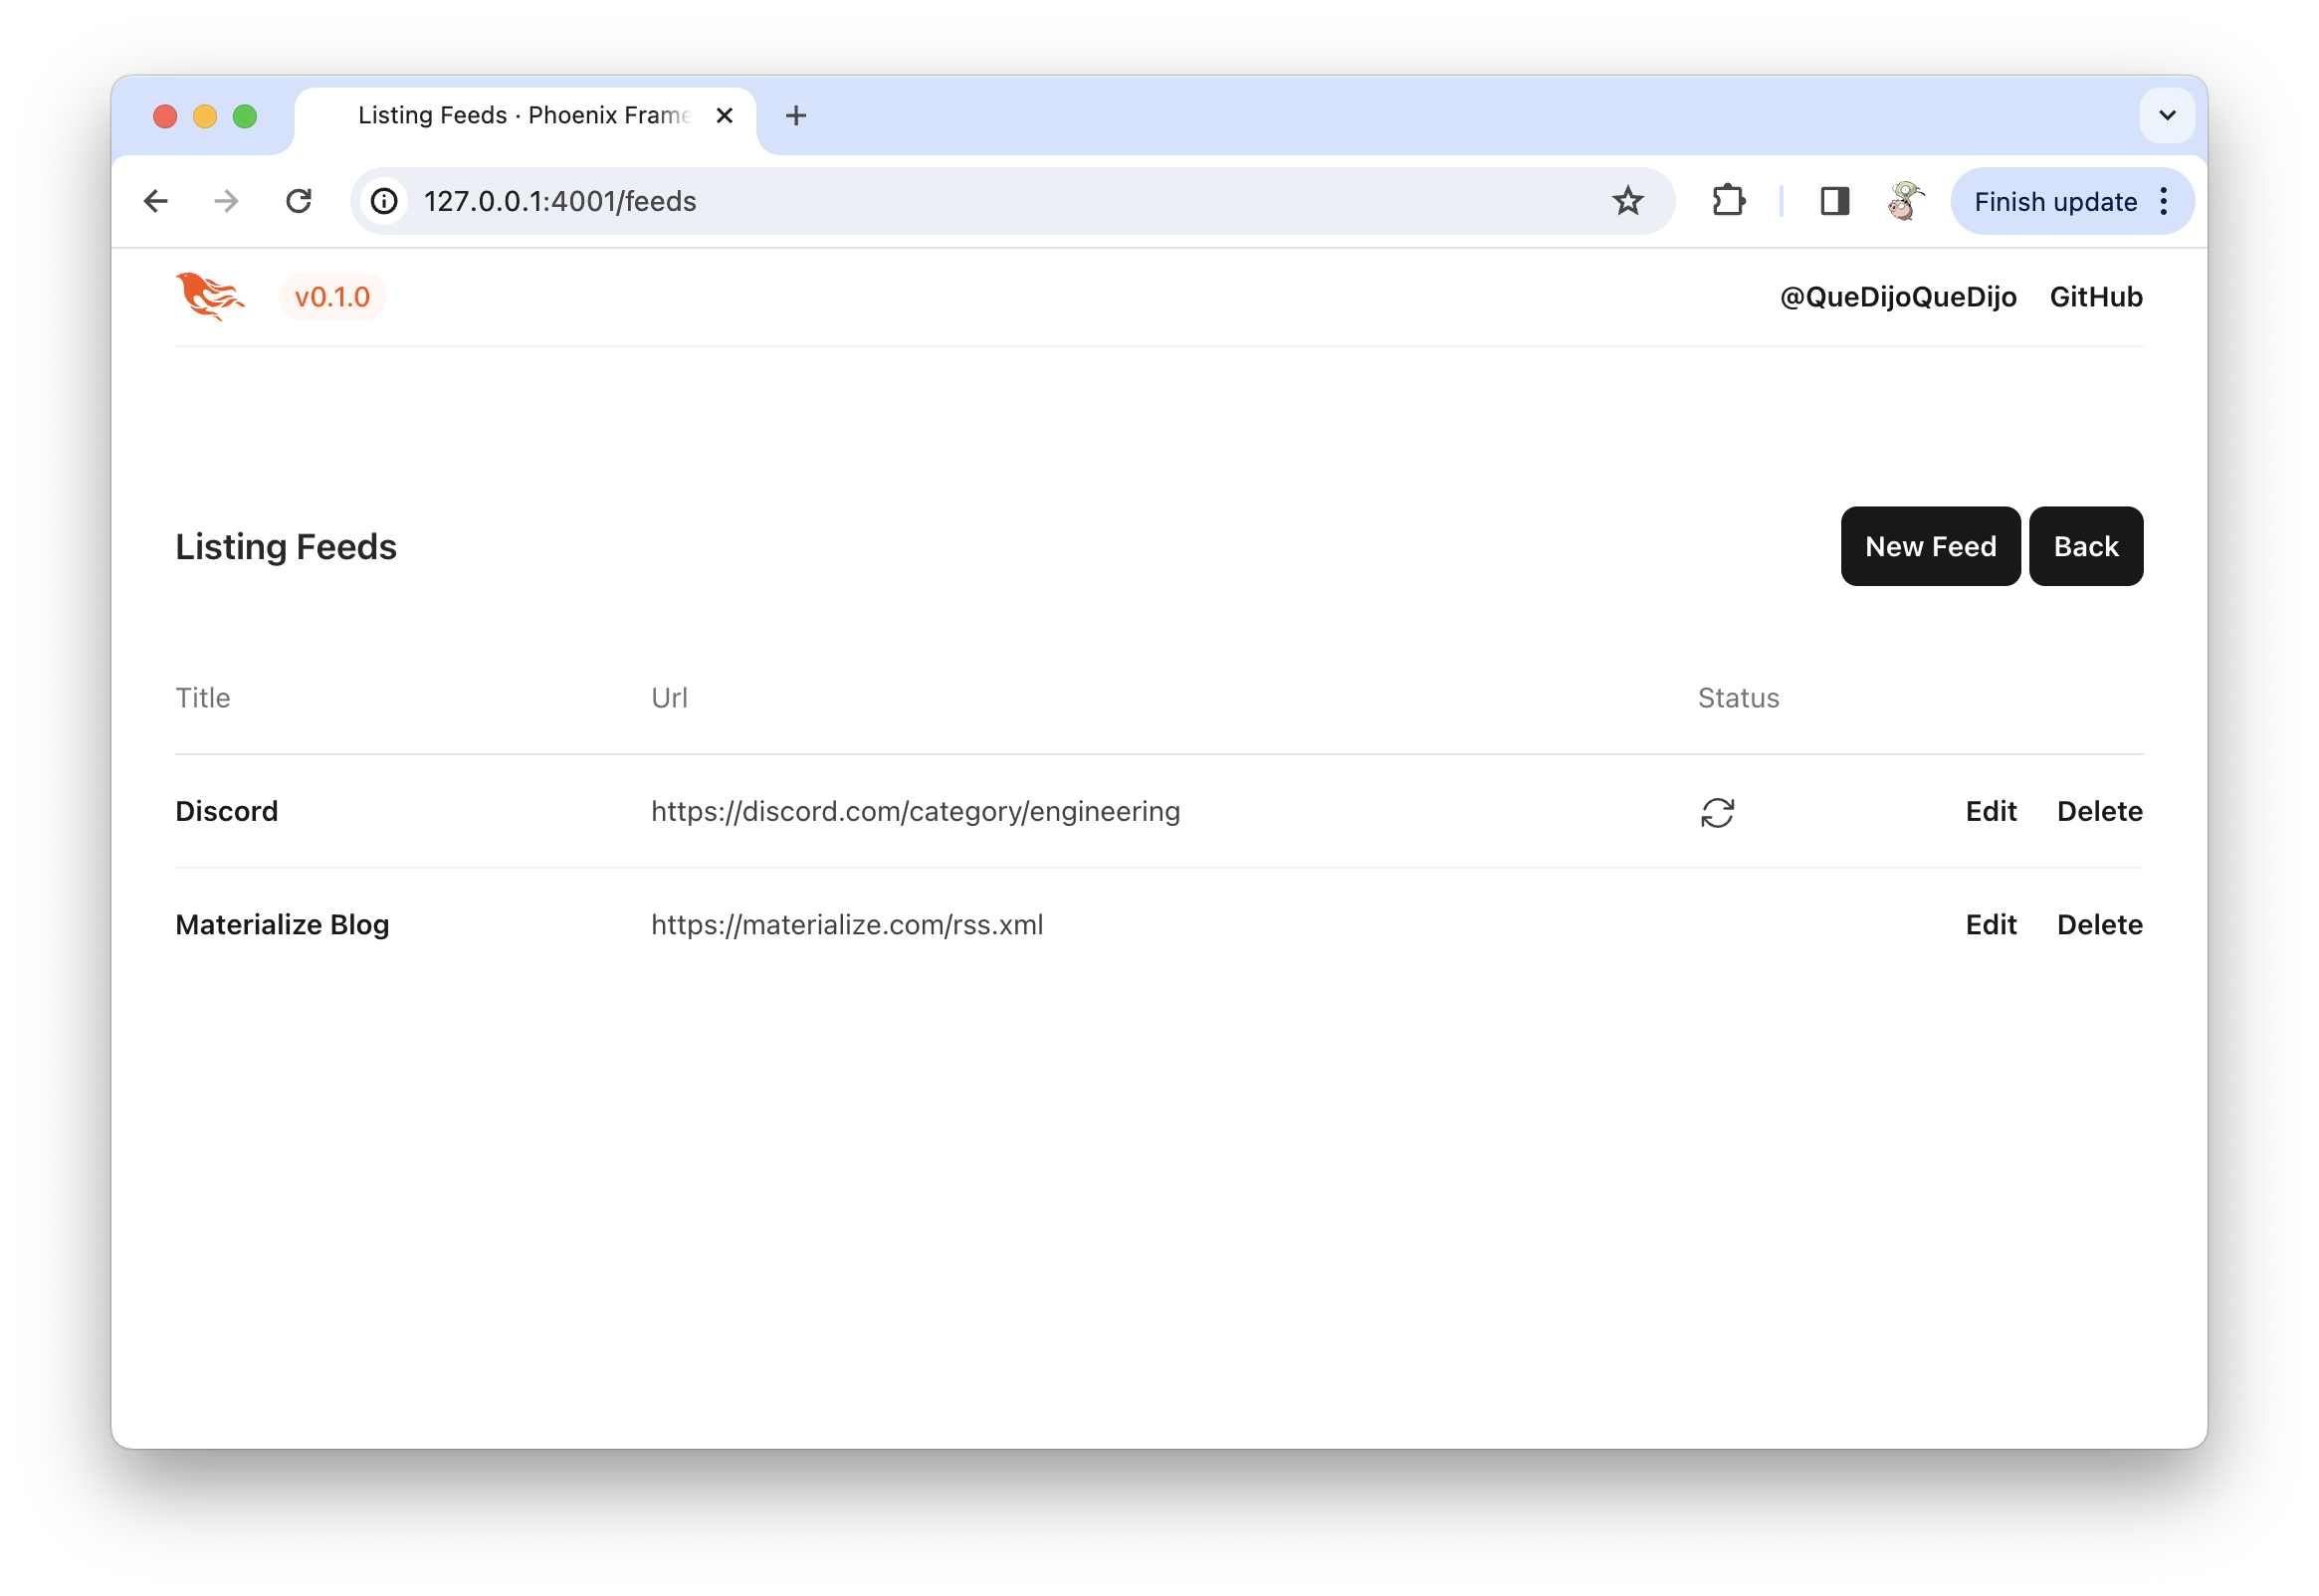 Listing Feeds · Phoenix Frame
127.0.0.1:4001/feeds
Finish update
v0.1.0
@QueDijoQueDijo GitHub
Listing Feeds
New Feed Back
Title Url Status
Discord https://discord.com/category/engineering Edit Delete
Materialize Blog https://materialize.com/rss.xml Edit Delete